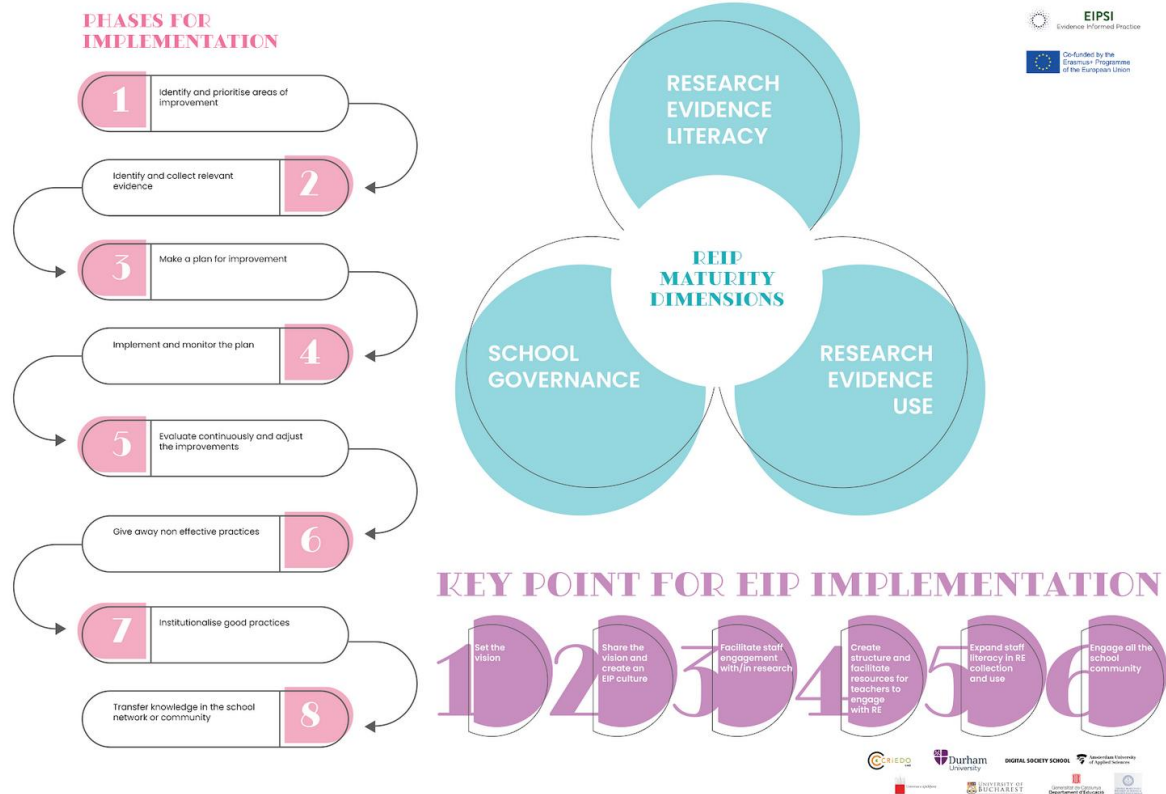 PHASES FOR
IMPLEMENTATION
1
Identify and prioritise areas of
improvement
Identify and collect relevant
evidence
2
3
Make a plan for improvement
Implement and monitor the plan
4
5
Evaluate continuously and adjust
the improvements
Give away non effective practices
6
7
Institutionalise good practices
Transfer knowledge in the school
network or community
8
RESEARCH
EVIDENCE
LITERACY
REIP
MATURITY
DIMENSIONS
SCHOOL
GOVERNANCE
RESEARCH
EVIDENCE
USE
EIPSI
Evidence Informed Practice
Co-funded by the
Erasmus+ Programme
of the European Union
KEY POINT FOR EIP IMPLEMENTATION
1
Set the
vision
2
Share the
vision and
create an
EIP culture
3
Facilitate staff
engagement
with/in research
4
Create
structure and
facilitate
resources for
teachers to
engage
with RE
5
Expand staff
literacy in RE
collection
and use
6
Engage all the
school
community
CRIEDO
Durham
University
DIGITAL SOCIETY SCHOOL
Amsterdam University
of Applied Sciences
UNIVERSITY OF
BUCHAREST
Generalitat de Catalunya
Departament d'Educació